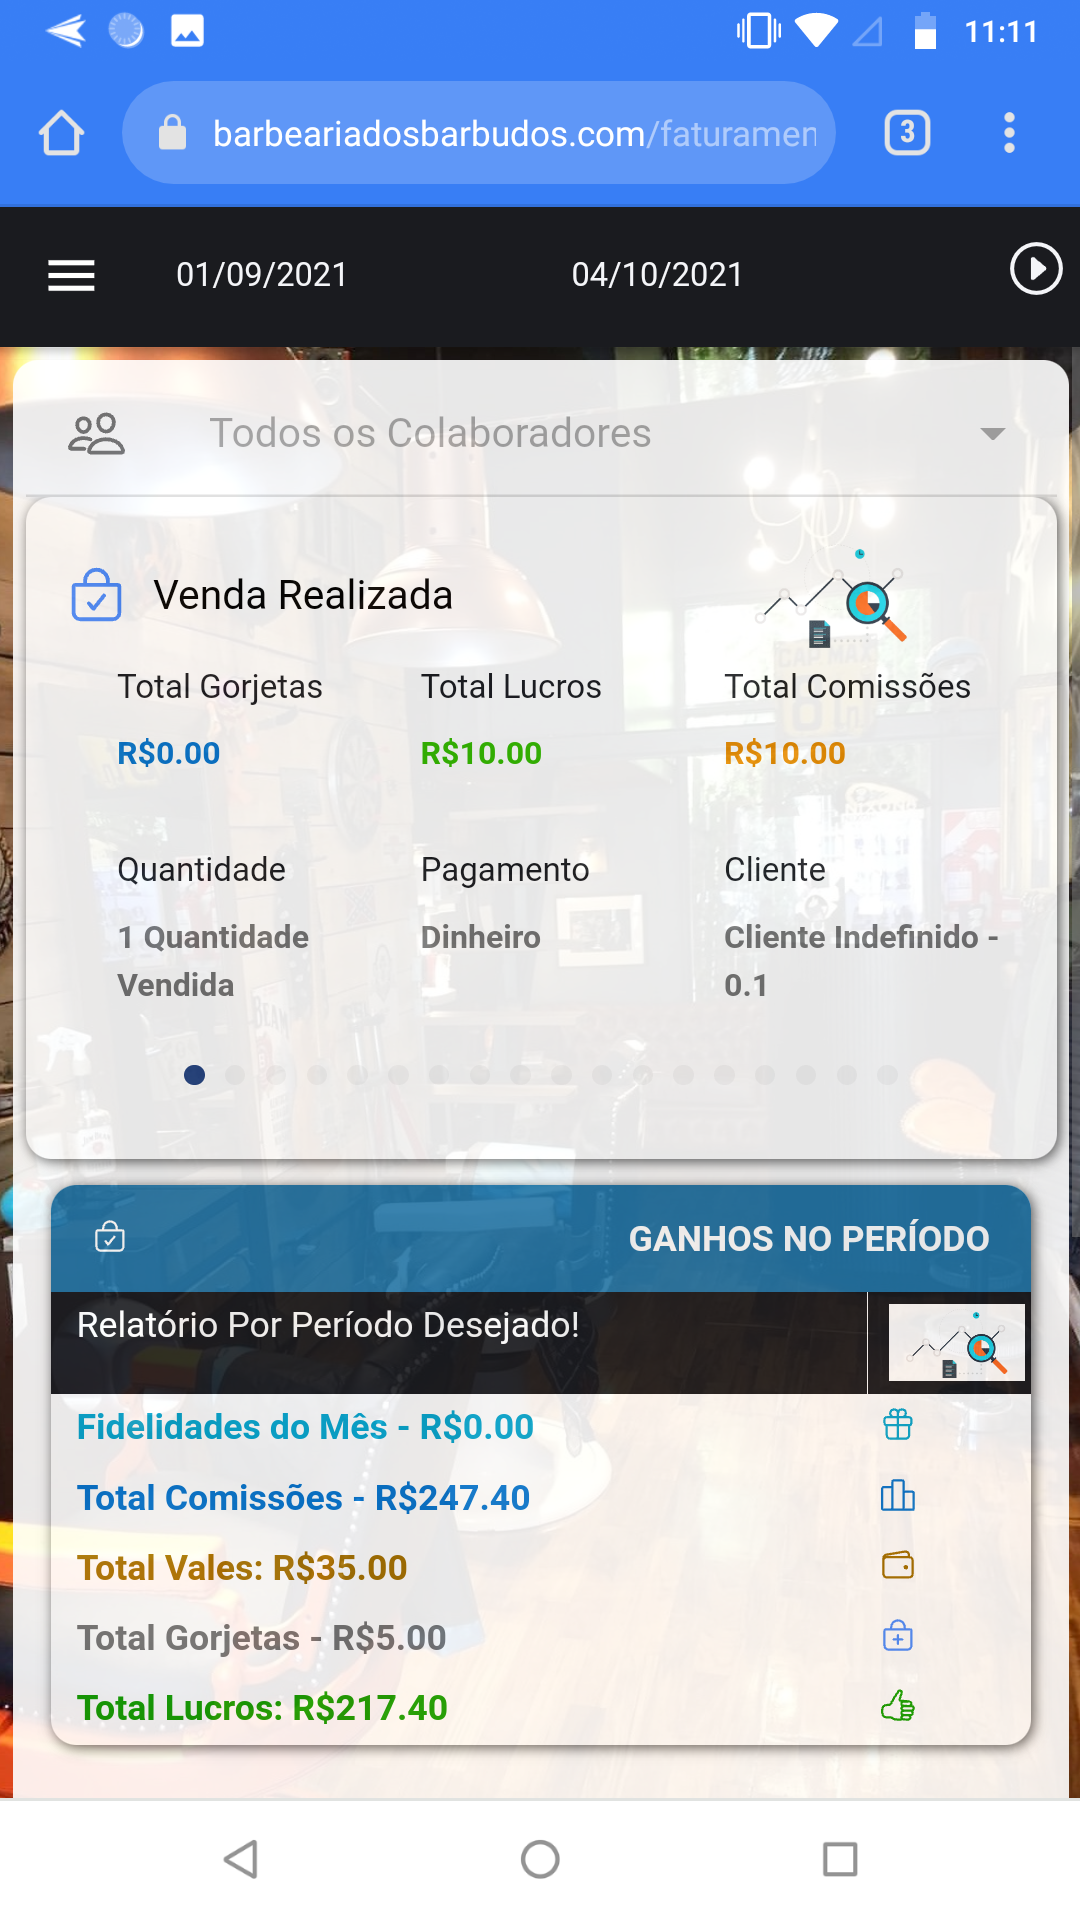 11:11
barbeariadosbarbudos.com/faturamen
3
01/09/2021 04/10/2021
Todos os Colaboradores
Venda Realizada
Total Gorjetas Total Lucros Total Comissões
R$0.00 R$10.00 R$10.00
Quantidade Pagamento Cliente
1 Quantidade Dinheiro Cliente Indefinido -
Vendida 0.1
GANHOS NO PERÍODO
Relatório Por Período Desejado!
Fidelidades do Mês - R$0.00
Total Comissões - R$247.40
Total Vales: R$35.00
Total Gorjetas - R$5.00
Total Lucros: R$217.40